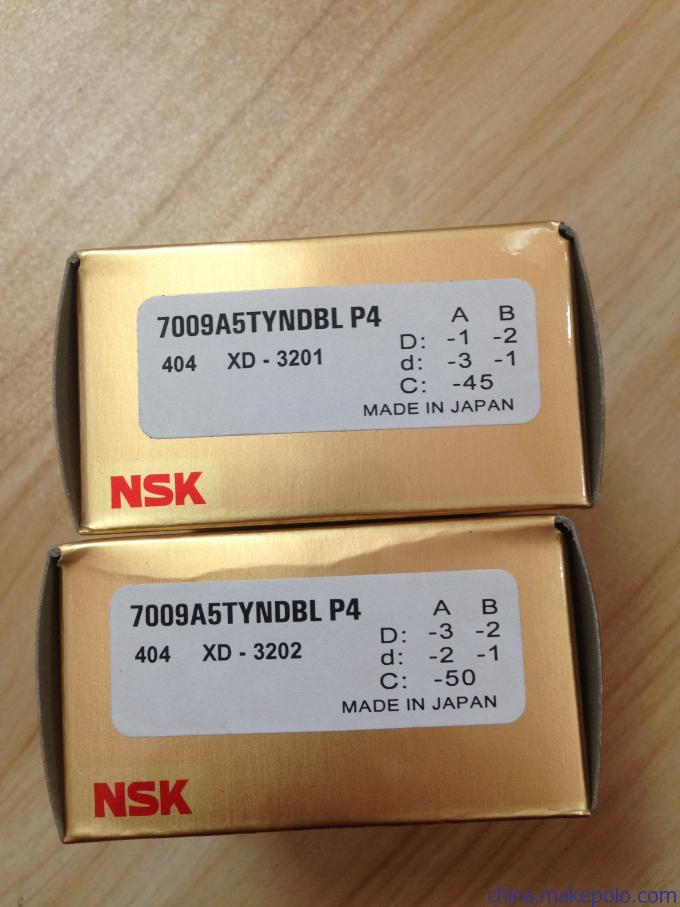 7009A5TYNDBL P4
404 XD - 3201
A B
D: -1 -2
d: -3 -1
C: -45
MADE IN JAPAN
NSK
7009A5TYNDBL P4
404 XD - 3202
A B
D: -3 -2
d: -2 -1
C: -50
MADE IN JAPAN
NSK
china.makepolo.com